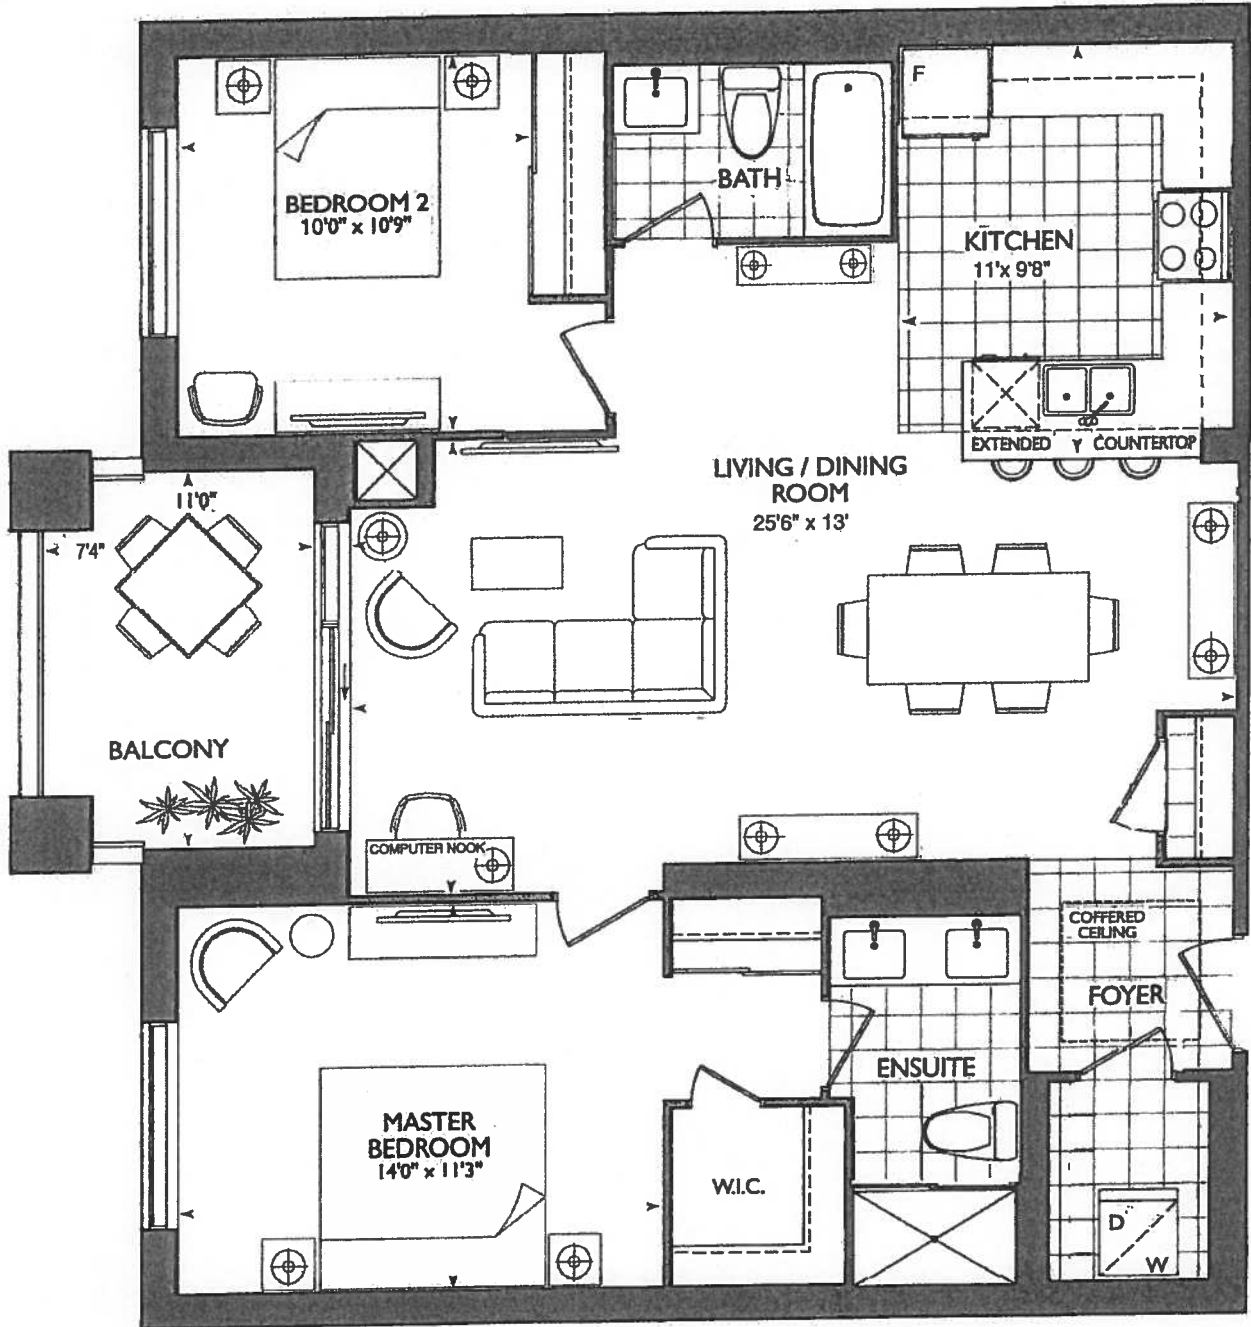 F
BATH
BEDROOM 2
10'0" x 10'9"
KITCHEN
11'x 9'8"
EXTENDED COUNTERTOP
LIVING / DINING
ROOM
25'6" x 13'
11'0"
7'4"
BALCONY
COMPUTER NOOK
COFFERED
CEILING
FOYER
ENSUITE
MASTER
BEDROOM
14'0" x 11'3"
W.I.C.
D
W